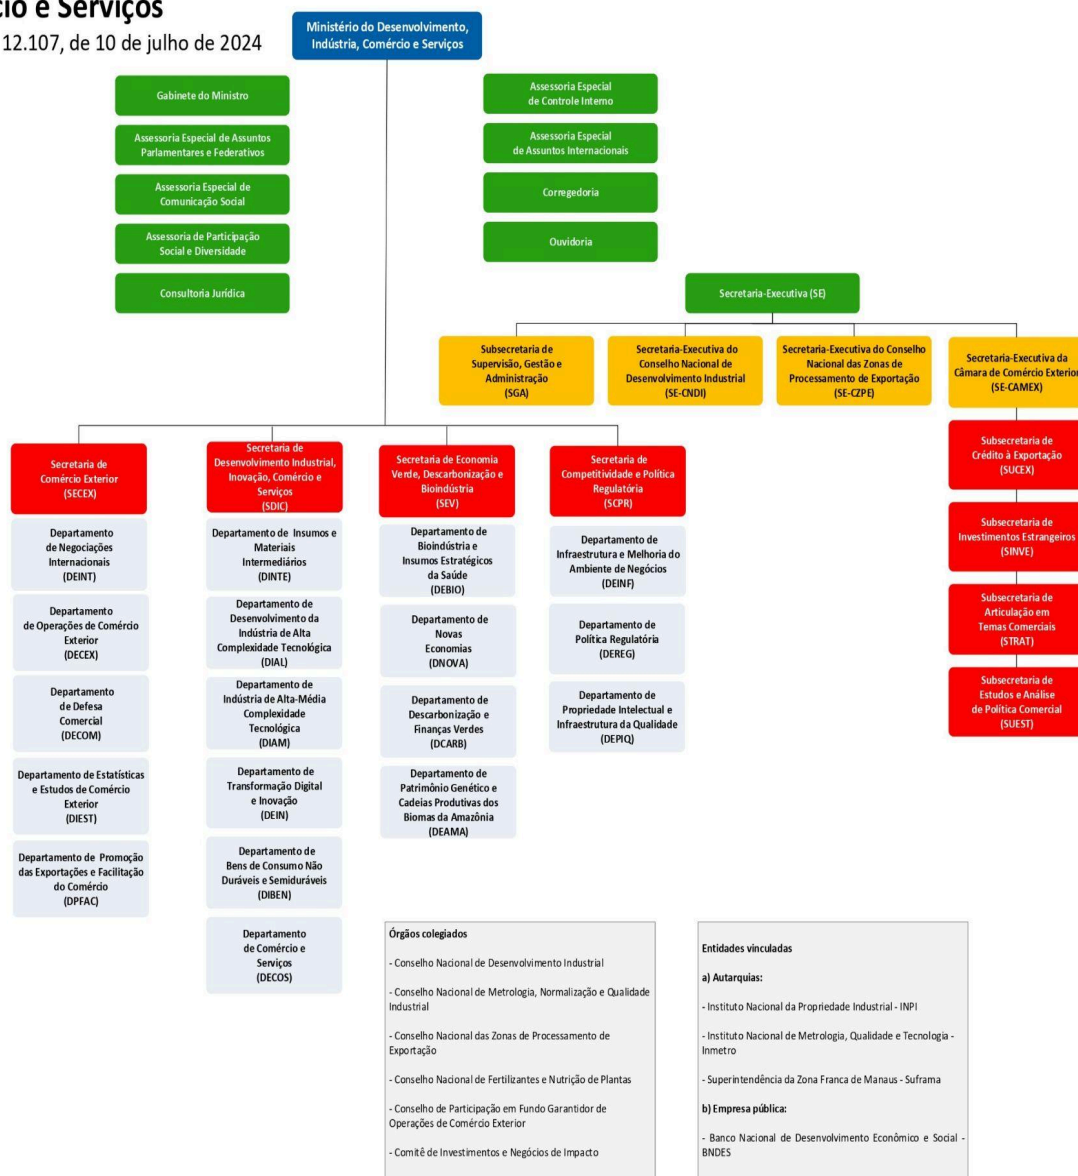 cio e Serviços
12.107, de 10 de julho de 2024
Ministério do Desenvolvimento,
Indústria, Comércio e Serviços
Gabinete do Ministro
Assessoria Especial de Assuntos
Parlamentares e Federativos
Assessoria Especial de
Comunicação Social
Assessoria de Participação
Social e Diversidade
Consultoria Jurídica
Assessoria Especial
de Controle Interno
Assessoria Especial
de Assuntos Internacionais
Corregedoria
Ouvidoria
Secretaria-Executiva (SE)
Subsecretaria de
Supervisão, Gestão e
Administração
(SGA)
Secretaria-Executiva do
Conselho Nacional de
Desenvolvimento Industrial
(SE-CNDI)
Secretaria-Executiva do Conselho
Nacional das Zonas de
Processamento de Exportação
(SE-CZPE)
Secretaria-Executiva da
Câmara de Comércio Exterior
(SE-CAMEX)
Subsecretaria de
Crédito à Exportação
(SUCEX)
Subsecretaria de
Investimentos Estrangeiros
(SINVE)
Subsecretaria de
Articulação em
Temas Comerciais
(STRAT)
Subsecretaria de
Estudos e Análise
de Política Comercial
(SUEST)
Secretaria de
Comércio Exterior
(SECEX)
Departamento
de Negociações
Internacionais
(DEINT)
Departamento
de Operações de Comércio
Exterior
(DECEX)
Departamento
de Defesa
Comercial
(DECOM)
Departamento de Estatísticas
e Estudos de Comércio
Exterior
(DIEST)
Departamento de Promoção
das Exportações e Facilitação
do Comércio
(DPFAC)
Secretaria de
Desenvolvimento Industrial,
Inovação, Comércio e
Serviços
(SDIC)
Departamento de Insumos e
Materiais
Intermediários
(DINTE)
Departamento de
Desenvolvimento da
Indústria de Alta
Complexidade Tecnológica
(DIAL)
Departamento de
Indústria de Alta-Média
Complexidade
Tecnológica
(DIAM)
Departamento de
Transformação Digital
e Inovação
(DEIN)
Departamento de
Bens de Consumo Não
Duráveis e Semiduráveis
(DIBEN)
Departamento
de Comércio e
Serviços
(DECOS)
Secretaria de Economia
Verde, Descarbonização e
Bioindústria
(SEV)
Departamento de
Bioindústria e
Insumos Estratégicos
da Saúde
(DEBIO)
Departamento de
Novas
Economias
(DNOVA)
Departamento de
Descarbonização e
Finanças Verdes
(DCARB)
Departamento de
Patrimônio Genético e
Cadeias Produtivas dos
Biomas da Amazônia
(DEAMA)
Secretaria de
Competitividade e Política
Regulatória
(SCPR)
Departamento de
Infraestrutura e Melhoria do
Ambiente de Negócios
(DEINF)
Departamento de
Política Regulatória
(DEREG)
Departamento de
Propriedade Intelectual e
Infraestrutura da Qualidade
(DEPIQ)
Órgãos colegiados
- Conselho Nacional de Desenvolvimento Industrial
- Conselho Nacional de Metrologia, Normalização e Qualidade
Industrial
- Conselho Nacional das Zonas de Processamento de
Exportação
- Conselho Nacional de Fertilizantes e Nutrição de Plantas
- Conselho de Participação em Fundo Garantidor de
Operações de Comércio Exterior
- Comitê de Investimentos e Negócios de Impacto
Entidades vinculadas
a) Autarquias:
- Instituto Nacional da Propriedade Industrial - INPI
- Instituto Nacional de Metrologia, Qualidade e Tecnologia -
Inmetro
- Superintendência da Zona Franca de Manaus - Suframa
b) Empresa pública:
- Banco Nacional de Desenvolvimento Econômico e Social -
BNDES